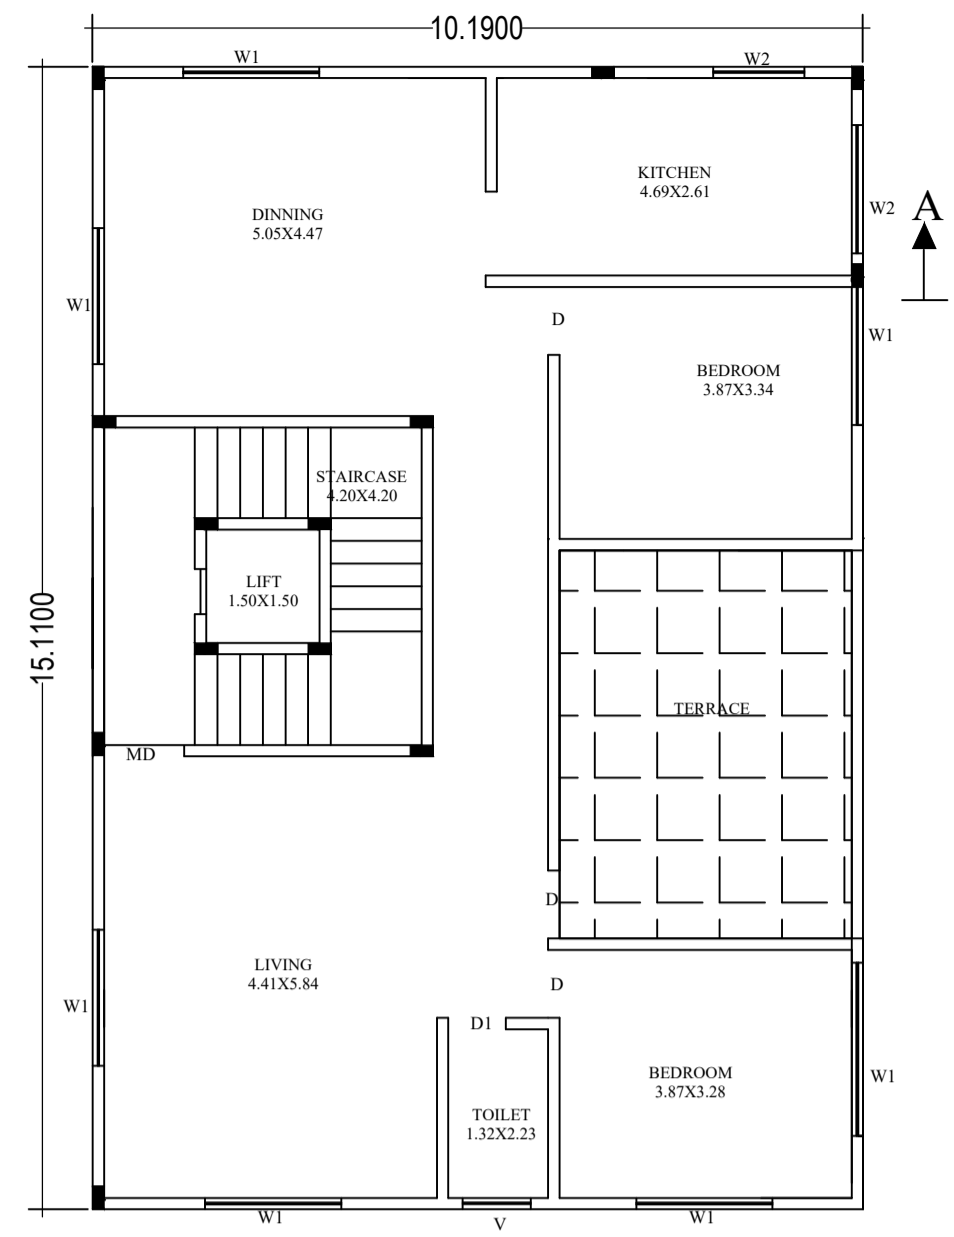 10.1900
W1
W2
KITCHEN
4.69X2.61
W2
A
DINNING
5.05X4.47
W1
D
W1
BEDROOM
3.87X3.34
STAIRCASE
4.20X4.20
LIFT
1.50X1.50
15.1100
TERRACE
MD
D
LIVING
4.41X5.84
D
W1
D1
BEDROOM
3.87X3.28
W1
TOILET
1.32X2.23
W1
V
W1